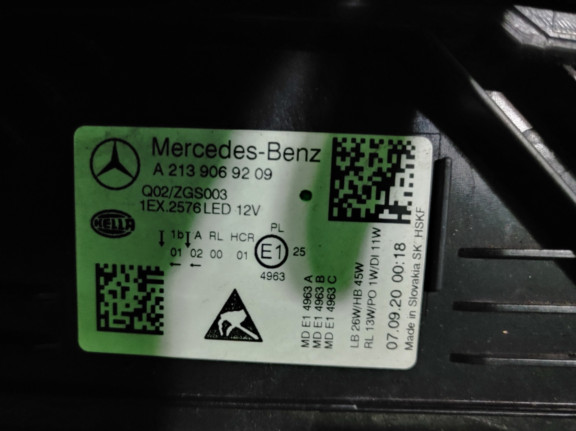 Mercedes-Benz
A 213 906 92 09
Q02/ZGS003
1EX.2576 LED 12V
HELLA
1b A RL HCR PL
01 02 00 01 E1 25
4963
MD E1 4963 A
MD E1 4963 B
MD E1 4963 C
LB 26W/HB 45W
RL 13W/PO 1W/DI 11W
07.09.20 00:18
Made in Slovakia SK HSKF